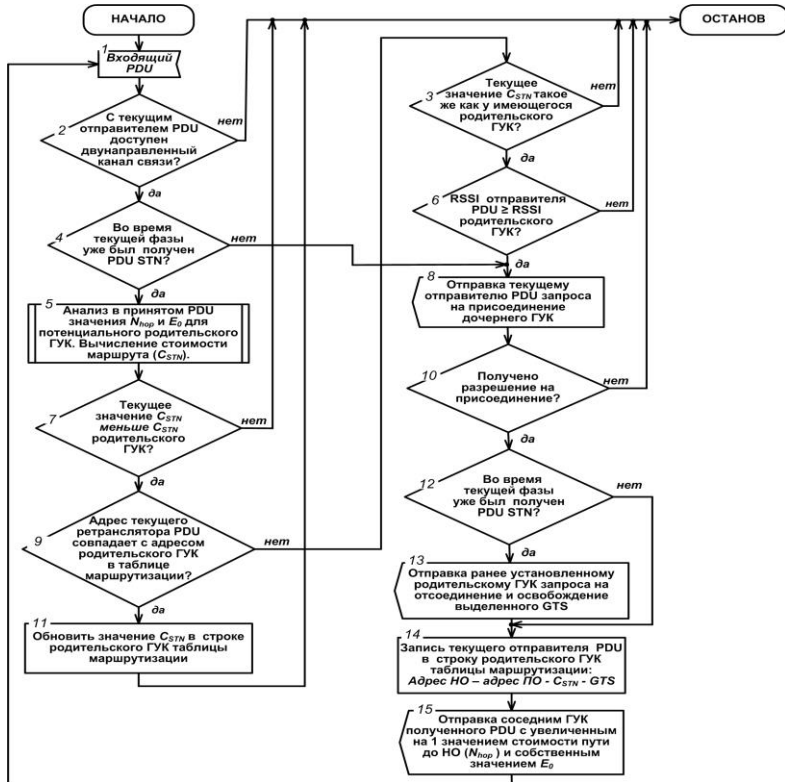 НАЧАЛО
ОСТАНОВ
1
Входящий
PDU
2
С текущим
отправителем PDU
доступен
двунаправленный
канал связи?
нет
да
3
Текущее
значение CSTN такое
же как у имеющегося
родительского
ГУК?
нет
да
4
Во время
текущей фазы
уже был получен
PDU STN?
нет
да
5
Анализ в принятом PDU
значения Nhop и E0 для
потенциального родительского
ГУК. Вычисление стоимости
маршрута (CSTN).
6
RSSI отправителя
PDU ≥ RSSI
родительского
ГУК?
нет
да
7
Текущее
значение CSTN
меньше CSTN
родительского
ГУК?
нет
да
8
Отправка текущему
отправителю PDU запроса
на присоединение
дочернего ГУК
9
Адрес текущего
ретранслятора PDU
совпадает с адресом
родительского ГУК
в таблице
маршрутизации?
нет
да
10
Получено
разрешение на
присоединение?
нет
да
11
Обновить значение CSTN в строке
родительского ГУК таблицы
маршрутизации
12
Во время
текущей фазы
уже был получен
PDU STN?
нет
да
13
Отправка ранее установленному
родительскому ГУК запроса на
отсоединение и освобождение
выделенного GTS
14
Запись текущего отправителя PDU
в строку родительского ГУК
таблицы маршрутизации:
Адрес НО – адрес ПО - CSTN - GTS
15
Отправка соседним ГУК
полученного PDU с увеличенным
на 1 значением стоимости пути
до НО (Nhop ) и собственным
значением E0